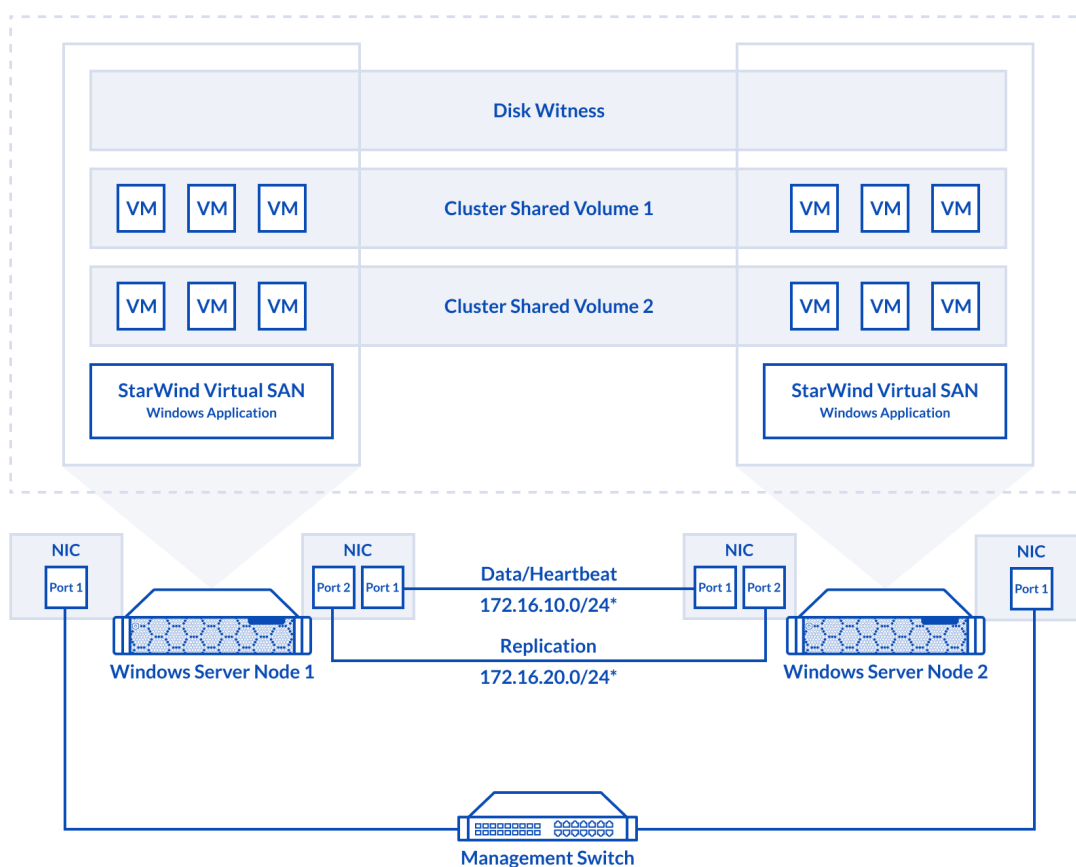 Disk Witness
VM VM VM Cluster Shared Volume 1 VM VM VM
VM VM VM Cluster Shared Volume 2 VM VM VM
StarWind Virtual SAN
Windows Application
StarWind Virtual SAN
Windows Application
NIC
Port 1
NIC
Port 2 Port 1
Data/Heartbeat
172.16.10.0/24*
Replication
172.16.20.0/24*
NIC
Port 1 Port 2
NIC
Port 1
Windows Server Node 1
Windows Server Node 2
Management Switch